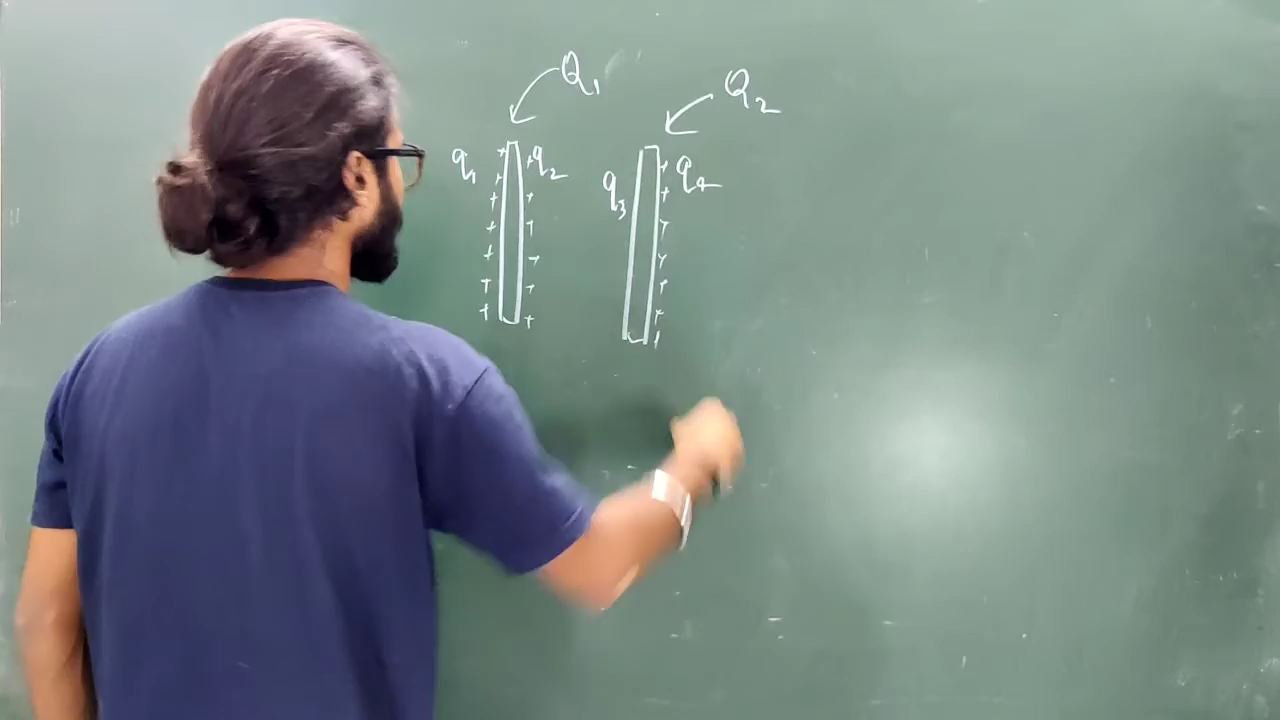 Q₁
Q₂
q₁ + + q₂ + q₄
+ + q₃ +
+ + +
+ + +
+ + +
+ + +
+ + +
+